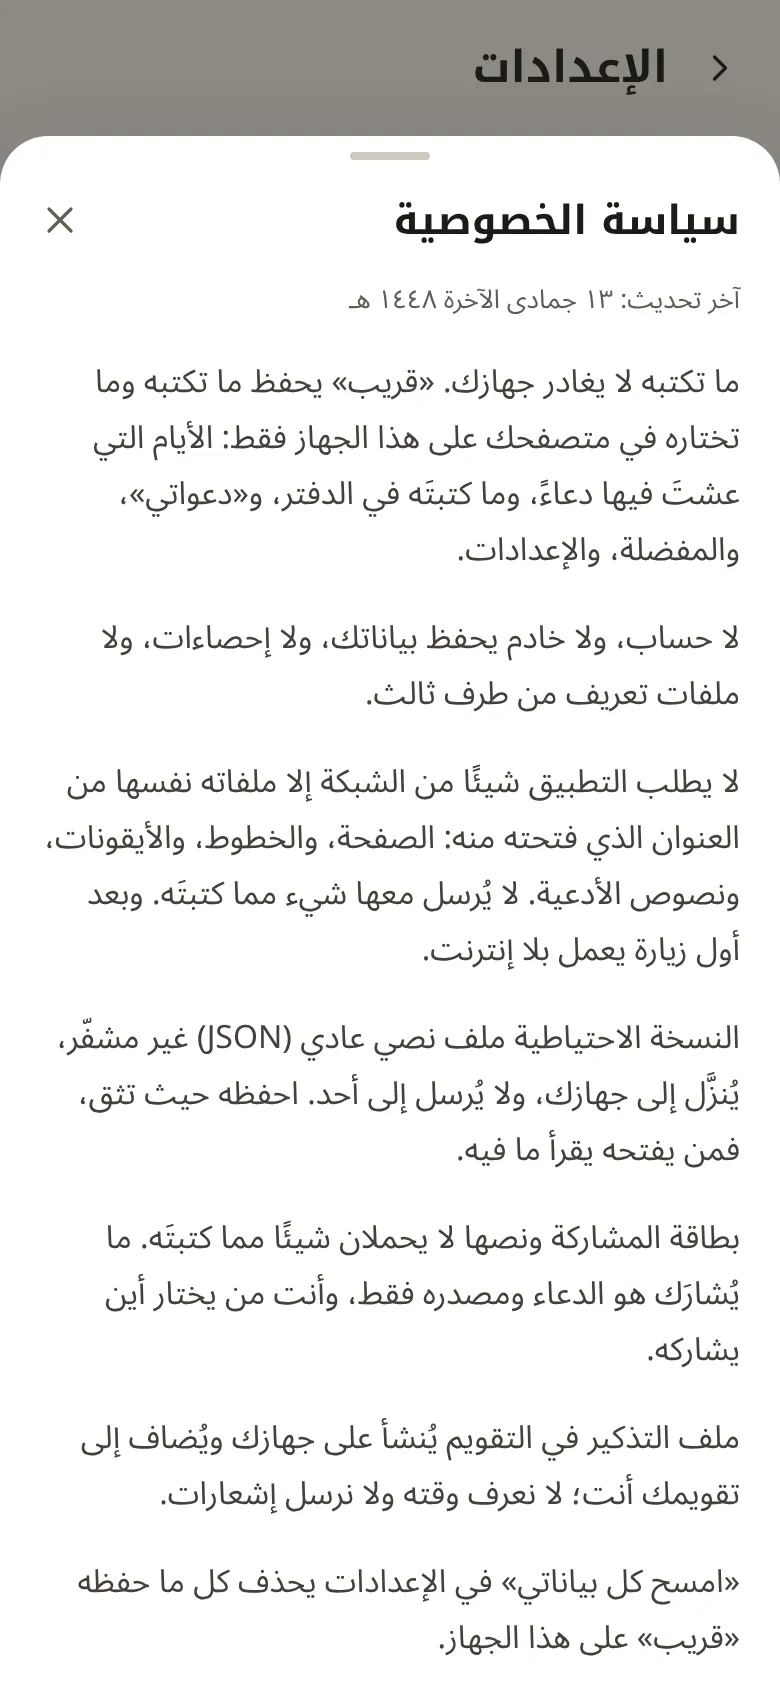 الإعدادات
سياسة الخصوصية
آخر تحديث: ١٣ جمادى الآخرة ١٤٤٨ هـ
ما تكتبه لا يغادر جهازك. «قريب» يحفظ ما تكتبه وما
تختاره في متصفحك على هذا الجهاز فقط: الأيام التي
عشتَ فيها دعاءً، وما كتبتَه في الدفتر، و«دعواتي»،
والمفضلة، والإعدادات.
لا حساب، ولا خادم يحفظ بياناتك، ولا إحصاءات، ولا
ملفات تعريف من طرف ثالث.
لا يطلب التطبيق شيئًا من الشبكة إلا ملفاته نفسها من
العنوان الذي فتحته منه: الصفحة، والخطوط، والأيقونات،
ونصوص الأدعية. لا يُرسل معها شيء مما كتبتَه. وبعد
أول زيارة يعمل بلا إنترنت.
النسخة الاحتياطية ملف نصي عادي (JSON) غير مشفّر،
يُنزَّل إلى جهازك، ولا يُرسل إلى أحد. احفظه حيث تثق،
فمن يفتحه يقرأ ما فيه.
بطاقة المشاركة ونصها لا يحملان شيئًا مما كتبتَه. ما
يُشارَك هو الدعاء ومصدره فقط، وأنت من يختار أين
يشاركه.
ملف التذكير في التقويم يُنشأ على جهازك ويُضاف إلى
تقويمك أنت؛ لا نعرف وقته ولا نرسل إشعارات.
«امسح كل بياناتي» في الإعدادات يحذف كل ما حفظه
«قريب» على هذا الجهاز.